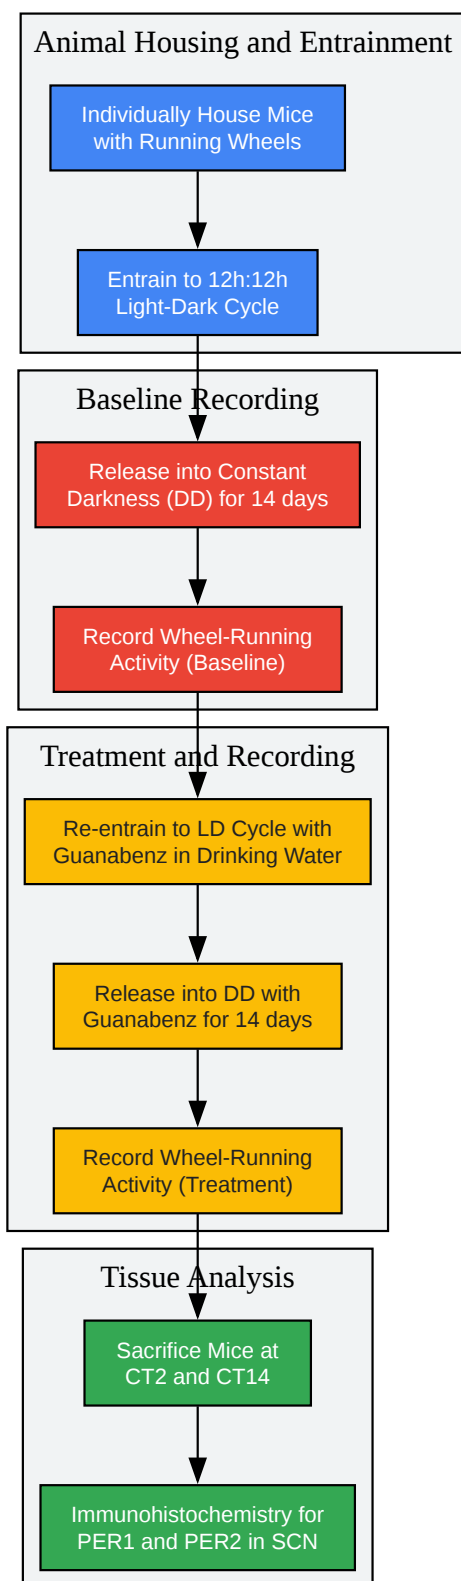 Animal Housing and Entrainment
Individually House Mice
with Running Wheels
Entrain to 12h:12h
Light-Dark Cycle
Baseline Recording
Release into Constant
Darkness (DD) for 14 days
Record Wheel-Running
Activity (Baseline)
Treatment and Recording
Re-entrain to LD Cycle with
Guanabenz in Drinking Water
Release into DD with
Guanabenz for 14 days
Record Wheel-Running
Activity (Treatment)
Tissue Analysis
Sacrifice Mice at
CT2 and CT14
Immunohistochemistry for
PER1 and PER2 in SCN